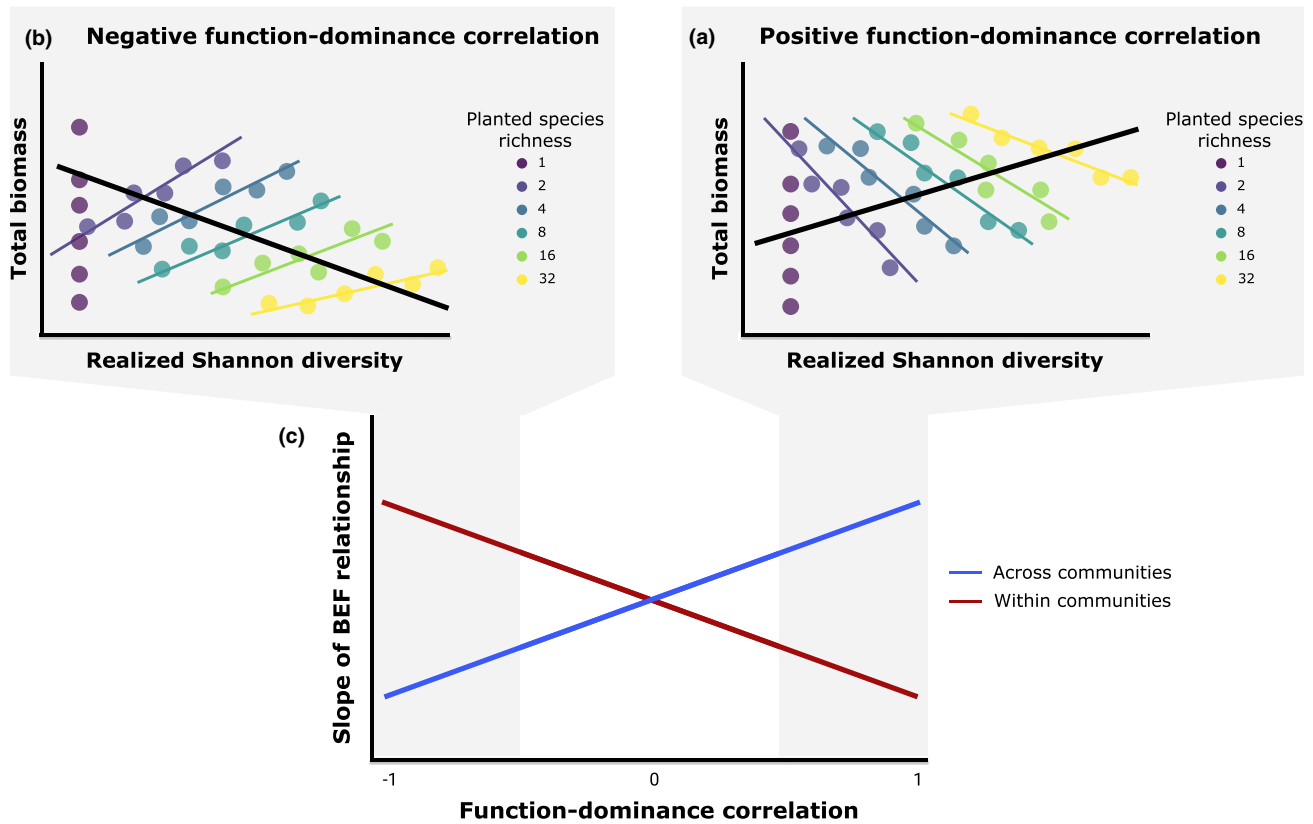 (b)
Negative function–dominance correlation
Total biomass
Planted species
richness
1
2
4
8
16
32
Realized Shannon diversity
(a)
Positive function–dominance correlation
Total biomass
Planted species
richness
1
2
4
8
16
32
Realized Shannon diversity
(c)
Slope of BEF relationship
Across communities
Within communities
-1
0
1
Function–dominance correlation